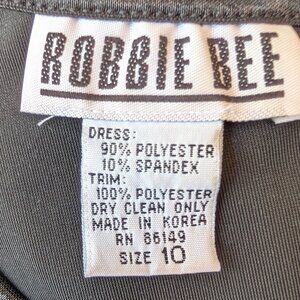 ROBBIE BEE
DRESS:
90% POLYESTER
10% SPANDEX
TRIM:
100% POLYESTER
DRY CLEAN ONLY
MADE IN KOREA
RN 66149
SIZE 10